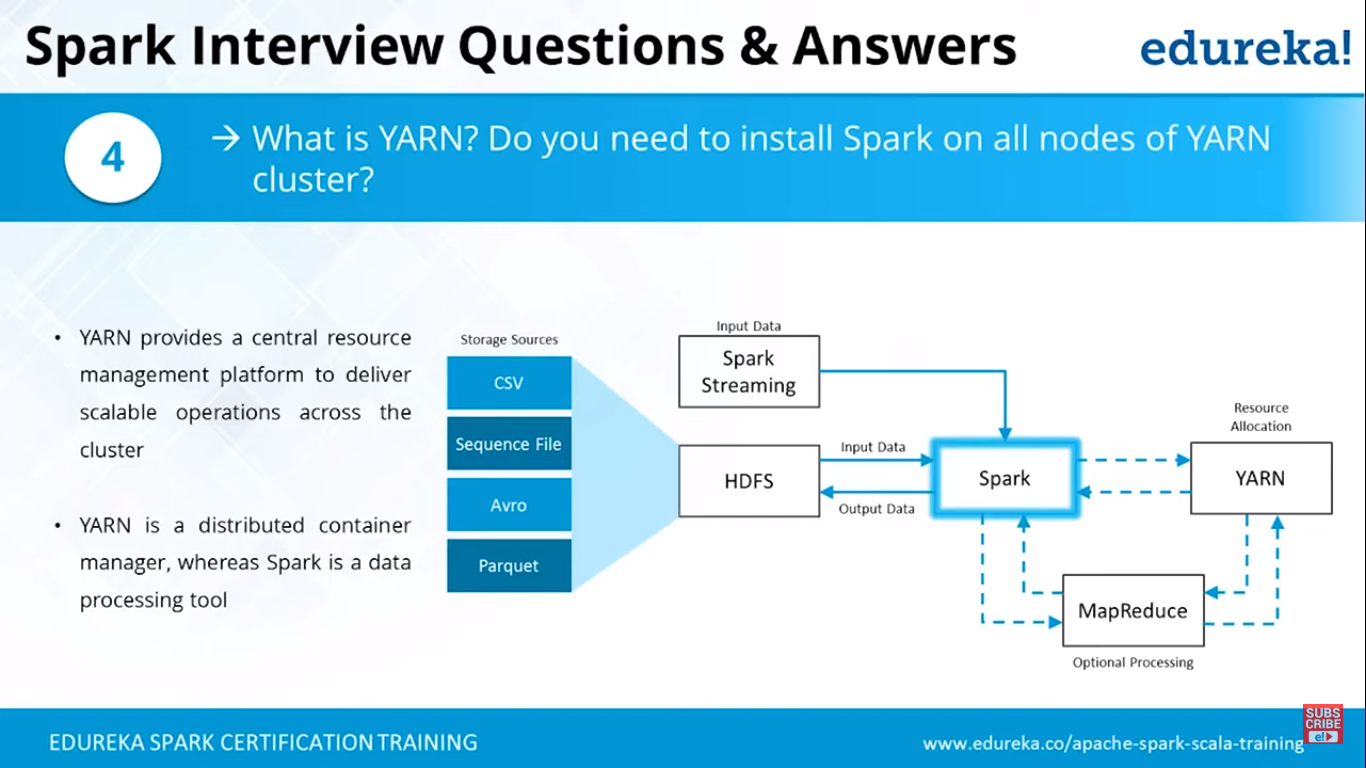 Spark Interview Questions & Answers
edureka!
4
→ What is YARN? Do you need to install Spark on all nodes of YARN
cluster?
• YARN provides a central resource
management platform to deliver
scalable operations across the
cluster
• YARN is a distributed container
manager, whereas Spark is a data
processing tool
Storage Sources
CSV
Sequence File
Avro
Parquet
Input Data
Spark
Streaming
HDFS
Input Data
Output Data
Spark
Resource
Allocation
YARN
MapReduce
Optional Processing
EDUREKA SPARK CERTIFICATION TRAINING
www.edureka.co/apache-spark-scala-training
SUBS
CRIBE
e!